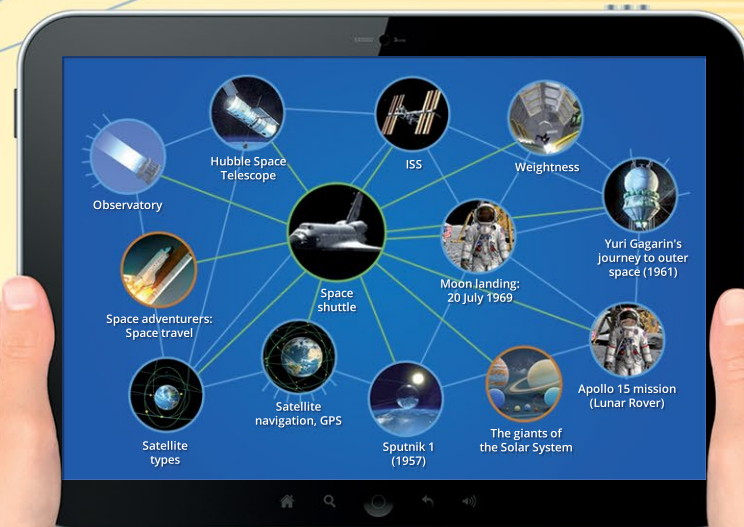 Hubble Space
Telescope
ISS
Weightness
Observatory
Yuri Gagarin's
journey to outer
space (1961)
Space
shuttle
Moon landing:
20 July 1969
Space adventurers:
Space travel
Satellite
navigation, GPS
Apollo 15 mission
(Lunar Rover)
Satellite
types
Sputnik 1
(1957)
The giants of
the Solar System